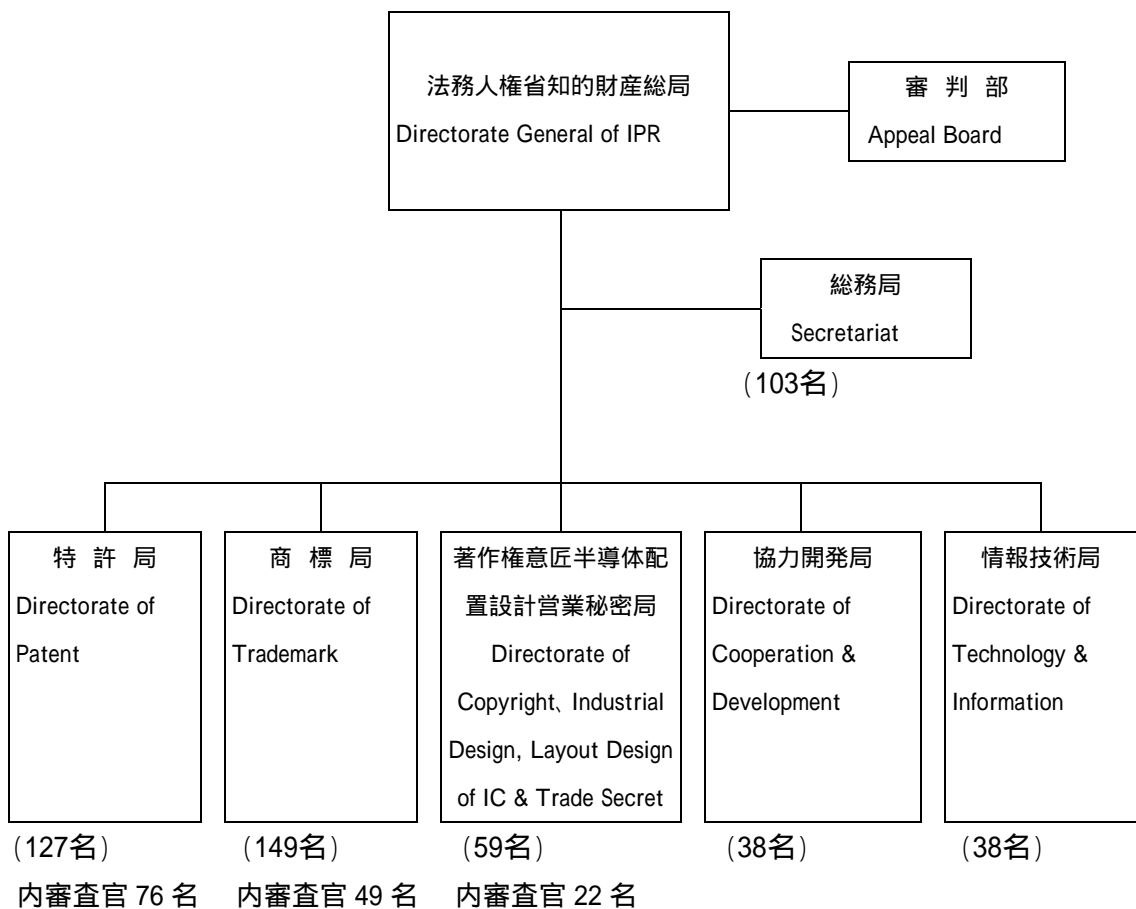 法務人権省知的財産総局
Directorate General of IPR
審 判 部
Appeal Board
総務局
Secretariat
(103名)
特 許 局
Directorate of
Patent
(127名)
内審査官 76 名
商 標 局
Directorate of
Trademark
(149名)
内審査官 49 名
著作権意匠半導体配
置設計営業秘密局
Directorate of
Copyright、Industrial
Design, Layout Design
of IC & Trade Secret
(59名)
内審査官 22 名
協力開発局
Directorate of
Cooperation &
Development
(38名)
情報技術局
Directorate of
Technology &
Information
(38名)